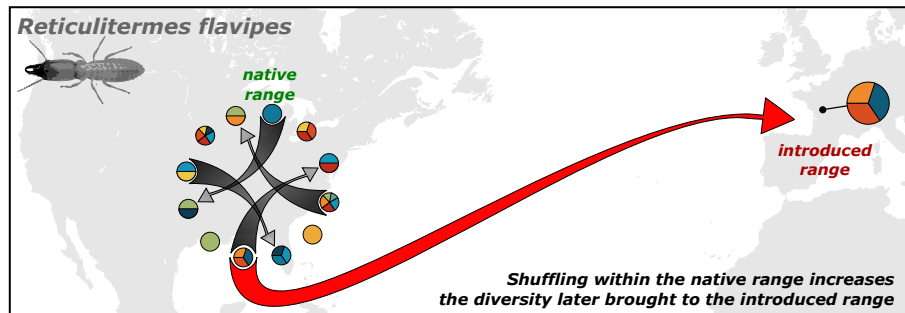 Reticulitermes flavipes
native
range
introduced
range
Shuffling within the native range increases
the diversity later brought to the introduced range